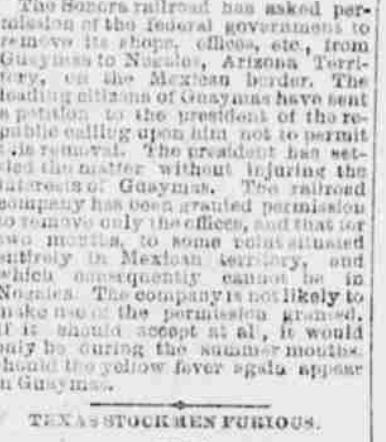 The Sonora railroad has asked per-
mission of the federal government to
remove its shops, offices, etc., from
Guaymas to Nogales, Arizona Terri-
tory, on the Mexican border. The
leading citizens of Guaymas have sent
a petition to the president of the re-
public calling upon him not to permit
removal. The president has set-
tled the matter without injuring the
interests of Guaymas. The railroad
company has been granted permission
to remove only the offices, and that for
two months, to some point situated
entirely in Mexican territory, and
which consequently cannot be in
Nogales. The company is not likely to
make use of the permission granted.
If it should accept at all, it would
only be during the summer months.
should the yellow fever again appear
in Guaymas.
TEXAS STOCKMEN FURIOUS.